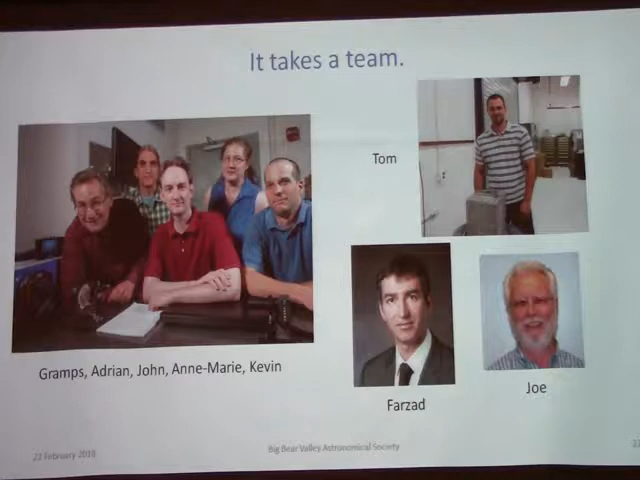 It takes a team.
Tom
Gramps, Adrian, John, Anne-Marie, Kevin
Farzad
Joe
22 February 2018
Big Bear Valley Astronomical Society